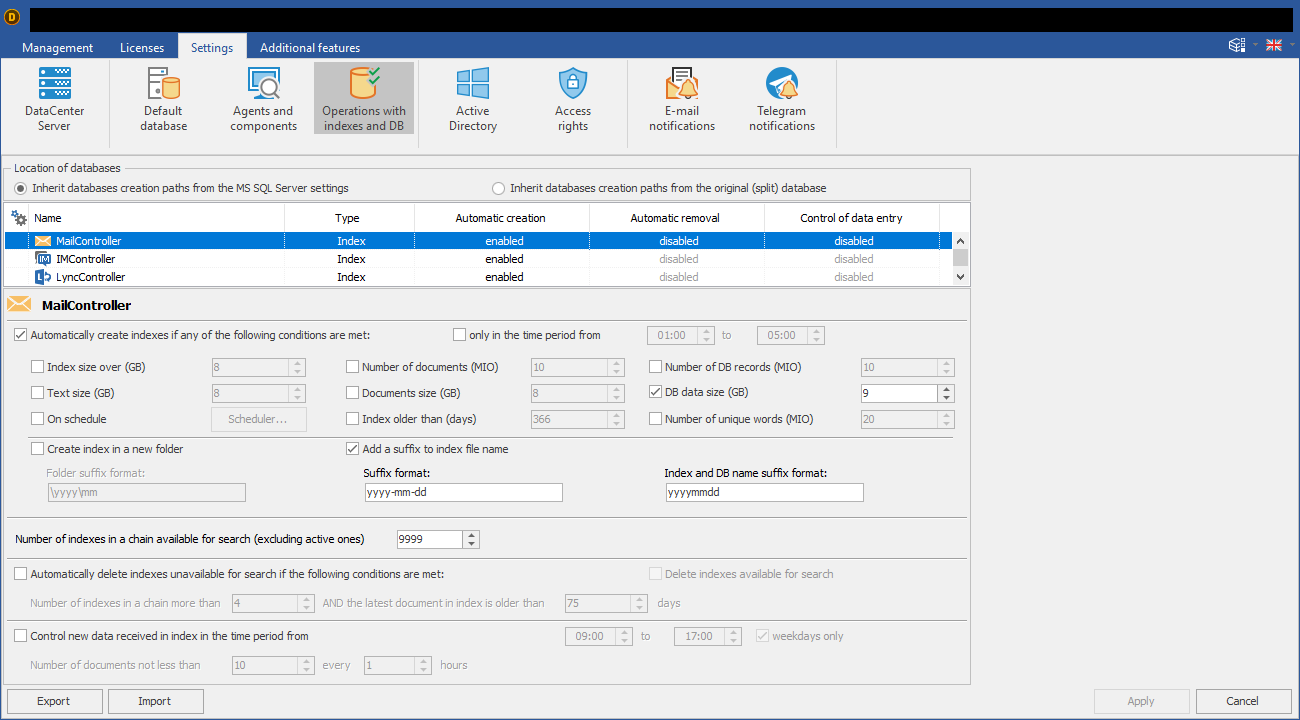 D
Management Licenses Settings Additional features
DataCenter Server
Default database
Agents and components
Operations with indexes and DB
Active Directory
Access rights
E-mail notifications
Telegram notifications
Location of databases
Inherit databases creation paths from the MS SQL Server settings
Inherit databases creation paths from the original (split) database
Name Type Automatic creation Automatic removal Control of data entry
MailController Index enabled disabled disabled
IM IMController Index enabled disabled disabled
L LyncController Index enabled disabled disabled
MailController
Automatically create indexes if any of the following conditions are met: only in the time period from 01:00 to 05:00
Index size over (GB) 8 Number of documents (MIO) 10 Number of DB records (MIO) 10
Text size (GB) 8 Documents size (GB) 8 DB data size (GB) 9
On schedule Scheduler... Index older than (days) 366 Number of unique words (MIO) 20
Create index in a new folder Add a suffix to index file name
Folder suffix format: Suffix format: Index and DB name suffix format:
\yyyy\mm yyyy-mm-dd yyyymmdd
Number of indexes in a chain available for search (excluding active ones) 9999
Automatically delete indexes unavailable for search if the following conditions are met: Delete indexes available for search
Number of indexes in a chain more than 4 AND the latest document in index is older than 75 days
Control new data received in index in the time period from 09:00 to 17:00 weekdays only
Number of documents not less than 10 every 1 hours
Export Import Apply Cancel